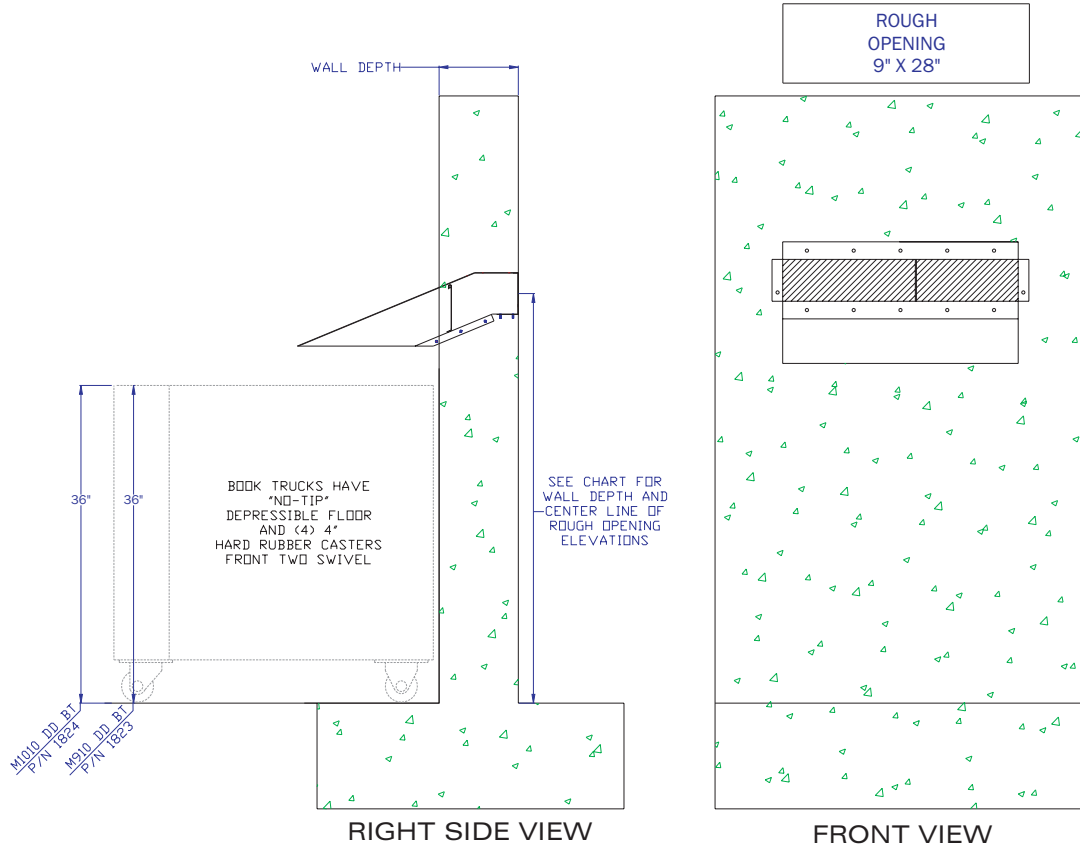 ROUGH
OPENING
9" X 28"
WALL DEPTH
36"
36"
BOOK TRUCKS HAVE
"NO-TIP"
DEPRESSIBLE FLOOR
AND (4) 4"
HARD RUBBER CASTERS
FRONT TWO SWIVEL
SEE CHART FOR
WALL DEPTH AND
CENTER LINE OF
ROUGH OPENING
ELEVATIONS
M1010 DD BT
P/N 1824
M910 DD BT
P/N 1823
RIGHT SIDE VIEW
FRONT VIEW